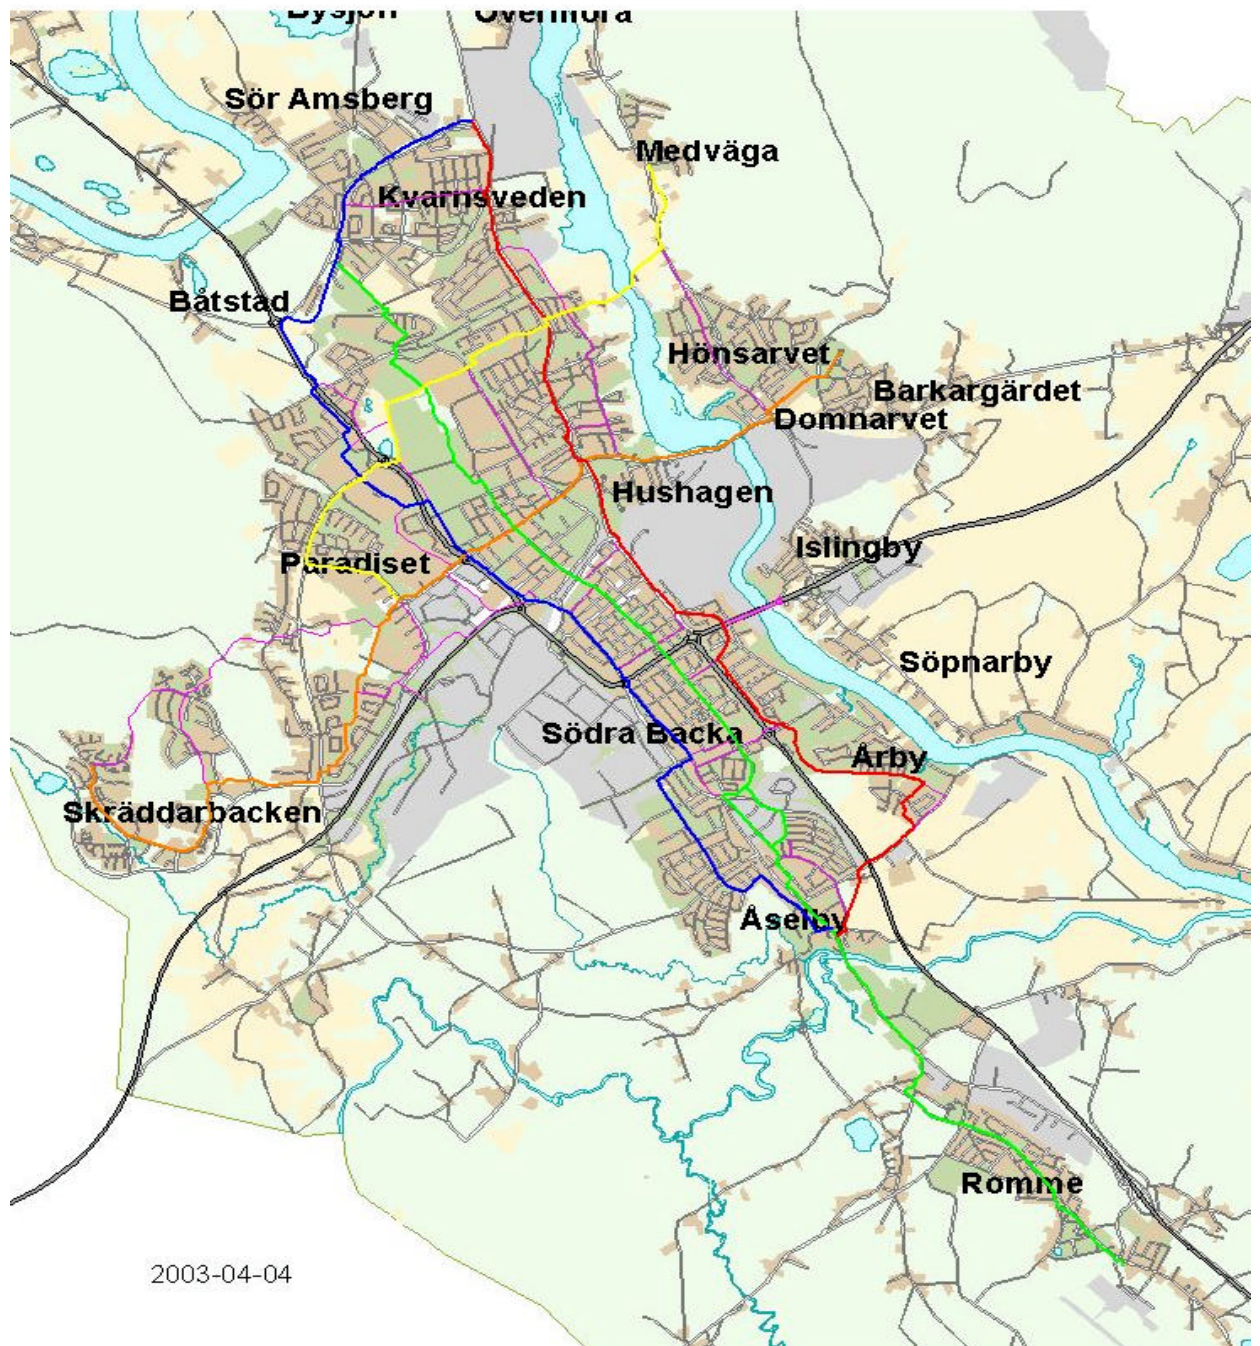 Sör Amsberg
Medväga
Kvarnsveden
Båtstad
Hönsarvet
Barkargärdet
Domnarvet
Hushagen
Islingby
Paradiset
Söpnarby
Södra Backa
Årby
Skräddarbacken
Åselby
Romme
2003-04-04